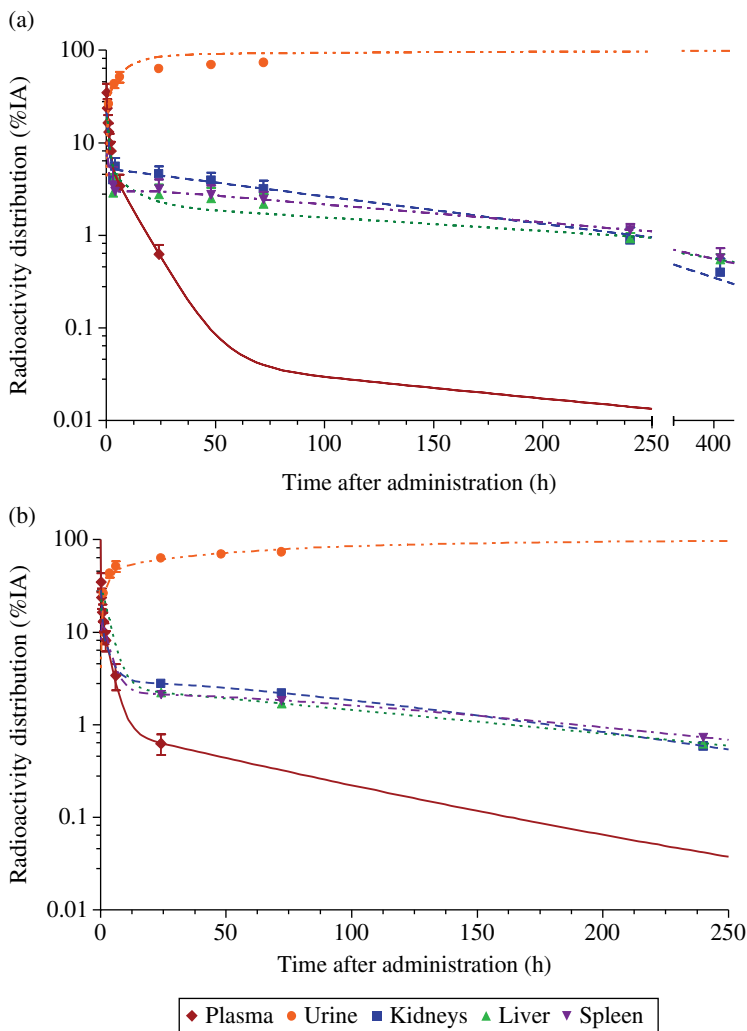 (a)
Radioactivity distribution (%IA)
100
10
1
0.1
0.01
0 50 100 150 200 250 400
Time after administration (h)
(b)
Radioactivity distribution (%IA)
100
10
1
0.1
0.01
0 50 100 150 200 250
Time after administration (h)
Plasma Urine Kidneys Liver Spleen